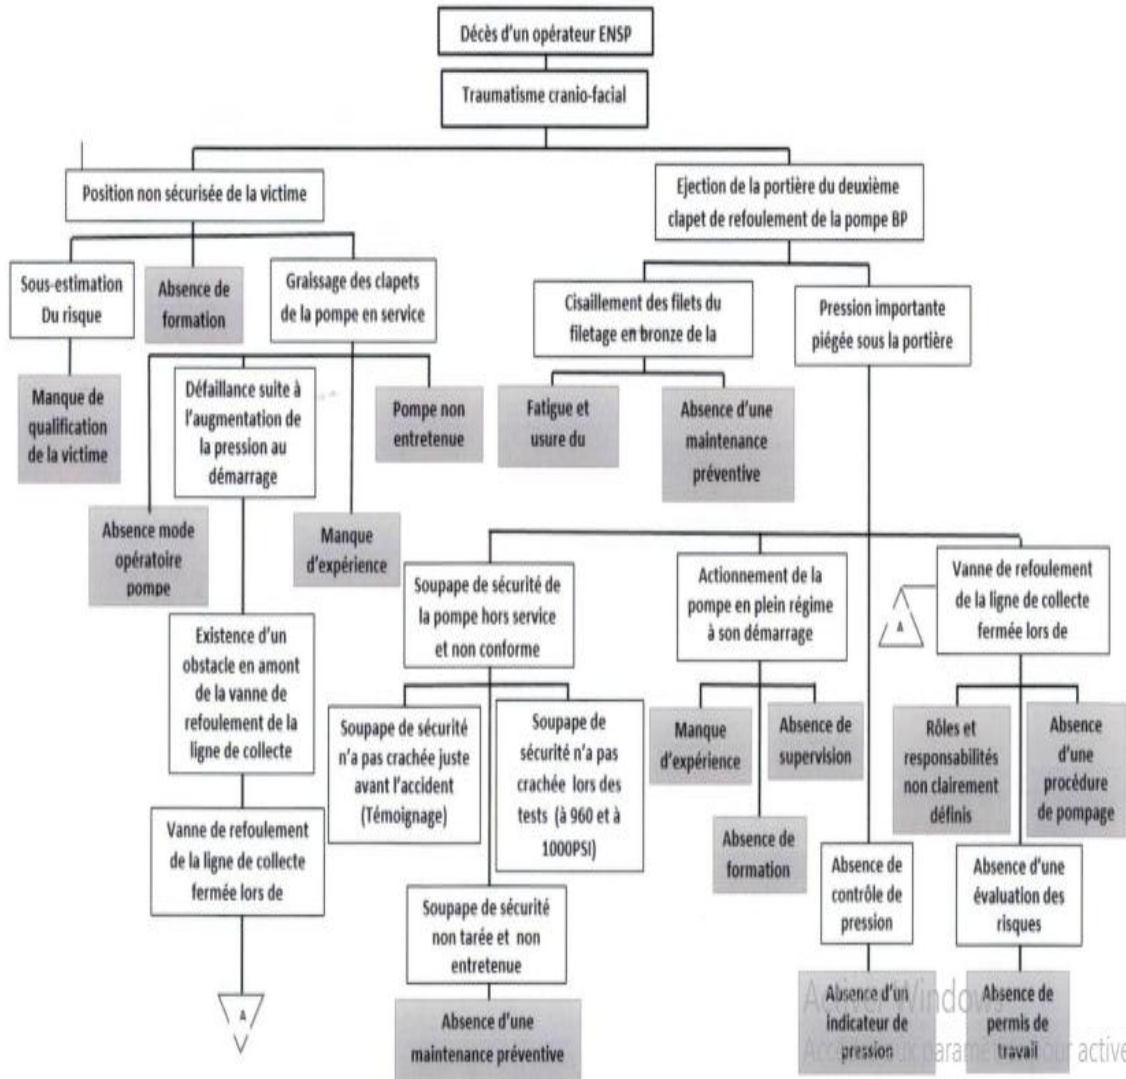 Décès d'un opérateur ENSP
Traumatisme cranio-facial
Position non sécurisée de la victime
Ejection de la portière du deuxième
clapet de refoulement de la pompe BP
Sous-estimation
Du risque
Absence de
formation
Graissage des clapets
de la pompe en service
Cisaillement des filets du
filetage en bronze de la
Pression importante
piégée sous la portière
Manque de
qualification
de la victime
Défaillance suite à
l'augmentation de
la pression au
démarrage
Pompe non
entretenue
Fatigue et
usure du
Absence d'une
maintenance
préventive
Absence mode
opératoire
pompe
Manque
d'expérience
Soupape de sécurité de
la pompe hors service
et non conforme
Actionnement de la
pompe en plein régime
à son démarrage
A
Vanne de refoulement
de la ligne de collecte
fermée lors de
Existence d'un
obstacle en amont
de la vanne de
refoulement de la
ligne de collecte
Soupape de sécurité
n'a pas crachée juste
avant l'accident
(Témoignage)
Soupape de
sécurité n'a pas
crachée lors des
tests (à 960 et à
1000PSI)
Manque
d'expérience
Absence de
supervision
Rôles et
responsabilités
non clairement
définis
Absence
d'une
procédure
de pompage
Vanne de refoulement
de la ligne de collecte
fermée lors de
Absence de
formation
Absence de
contrôle de
pression
Absence d'une
évaluation des
risques
Soupape de sécurité
non tarée et non
entretenue
A
Absence d'une
maintenance préventive
Absence d'un
indicateur de
pression
Absence de
permis de
travail